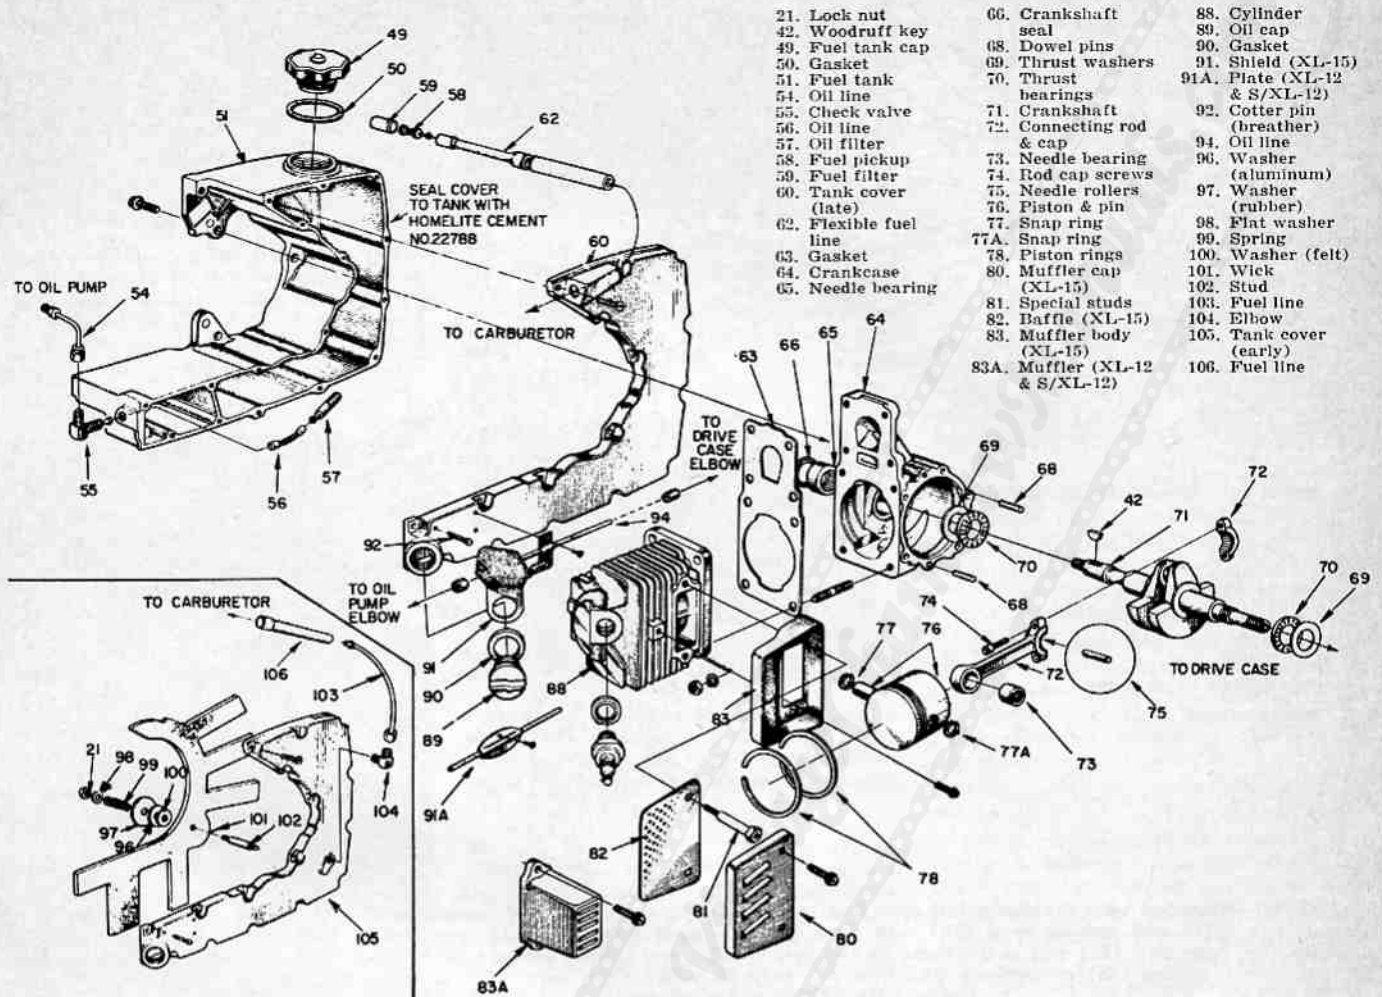 21. Lock nut
42. Woodruff key
49. Fuel tank cap
50. Gasket
51. Fuel tank
54. Oil line
55. Check valve
56. Oil line
57. Oil filter
58. Fuel pickup
59. Fuel filter
60. Tank cover
(late)
62. Flexible fuel
line
63. Gasket
64. Crankcase
65. Needle bearing
66. Crankshaft
seal
68. Dowel pins
69. Thrust washers
70. Thrust
bearings
71. Crankshaft
72. Connecting rod
& cap
73. Needle bearing
74. Rod cap screws
75. Needle rollers
76. Piston & pin
77. Snap ring
77A. Snap ring
78. Piston rings
80. Muffler cap
(XL-15)
81. Special studs
82. Baffle (XL-15)
83. Muffler body
(XL-15)
83A. Muffler (XL-12
& S/XL-12)
88. Cylinder
89. Oil cap
90. Gasket
91. Shield (XL-15)
91A. Plate (XL-12
& S/XL-12)
92. Cotter pin
(breather)
94. Oil line
96. Washer
(aluminum)
97. Washer
(rubber)
98. Flat washer
99. Spring
100. Washer (felt)
101. Wick
102. Stud
103. Fuel line
104. Elbow
105. Tank cover
(early)
106. Fuel line
49
50
51
59
58
62
SEAL COVER
TO TANK WITH
HOMELITE CEMENT
NO.22788
60
TO OIL PUMP
54
TO CARBURETOR
55
56
57
63
66
65
64
TO
DRIVE
CASE
ELBOW
69
68
72
42
71
70
70
69
68
92
94
TO OIL
PUMP
ELBOW
91
90
89
88
91A
83
77
76
74
72
75
TO DRIVE CASE
77A
73
82
81
78
80
83A
TO CARBURETOR
106
103
21
98
99
100
97
96
101
102
104
105